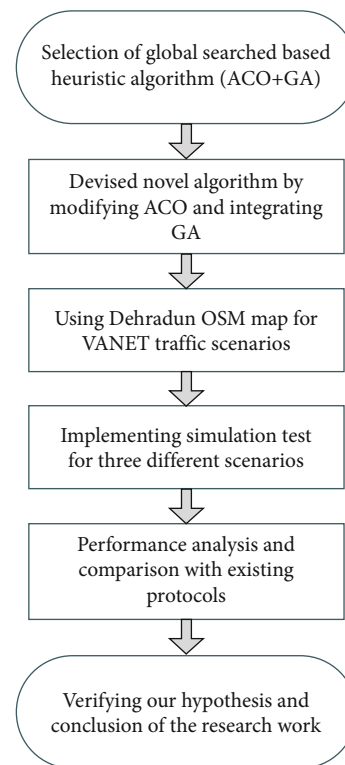 Selection of global searched based
heuristic algorithm (ACO+GA)
Devised novel algorithm by
modifying ACO and integrating
GA
Using Dehradun OSM map for
VANET traffic scenarios
Implementing simulation test
for three different scenarios
Performance analysis and
comparison with existing
protocols
Verifying our hypothesis and
conclusion of the research work